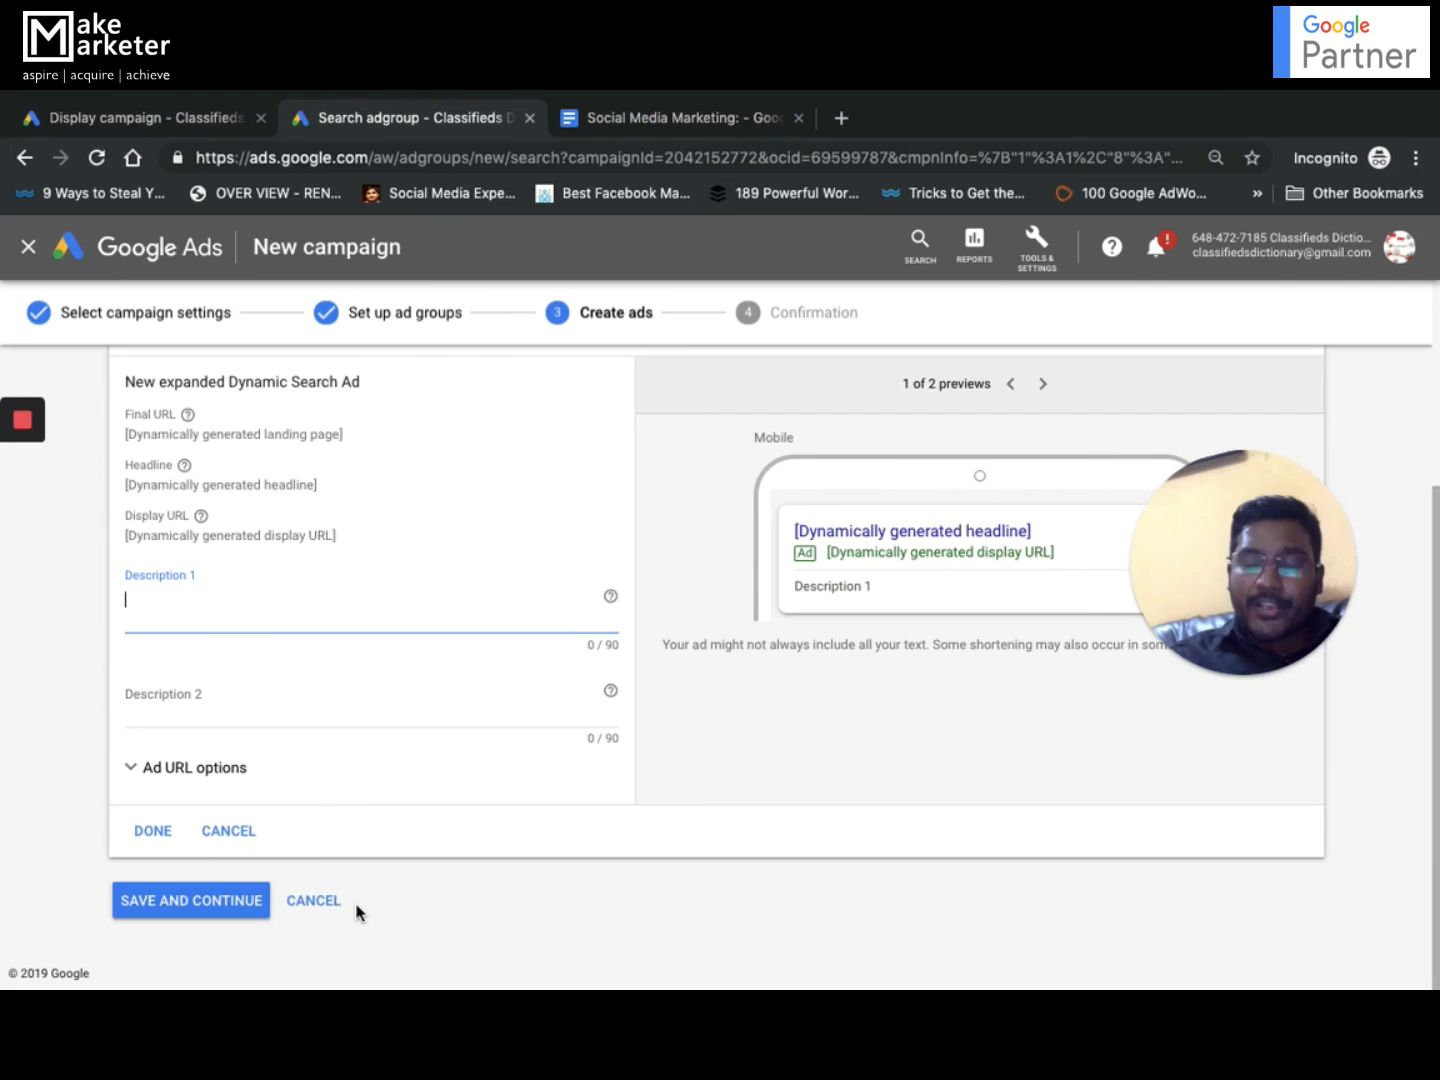 Make
Marketer
aspire | acquire | achieve
Google
Partner
Display campaign - Classifieds
Search adgroup - Classifieds D
Social Media Marketing: - Goo
https://ads.google.com/aw/adgroups/new/search?campaignId=2042152772&ocid=69599787&cmpnInfo=%7B"1"%3A1%2C"8"%3A"...
Incognito
9 Ways to Steal Y...
OVER VIEW - REN...
Social Media Expe...
Best Facebook Ma...
189 Powerful Wor...
Tricks to Get the...
100 Google AdWo...
»
Other Bookmarks
Google Ads
New campaign
SEARCH
REPORTS
TOOLS &
SETTINGS
648-472-7185 Classifieds Dictio...
classifiedsdictionary@gmail.com
Select campaign settings
Set up ad groups
3 Create ads
4 Confirmation
New expanded Dynamic Search Ad
Final URL
[Dynamically generated landing page]
Headline
[Dynamically generated headline]
Display URL
[Dynamically generated display URL]
Description 1
0 / 90
Description 2
0 / 90
Ad URL options
DONE
CANCEL
1 of 2 previews
Mobile
[Dynamically generated headline]
Ad [Dynamically generated display URL]
Description 1
Your ad might not always include all your text. Some shortening may also occur in
SAVE AND CONTINUE
CANCEL
© 2019 Google